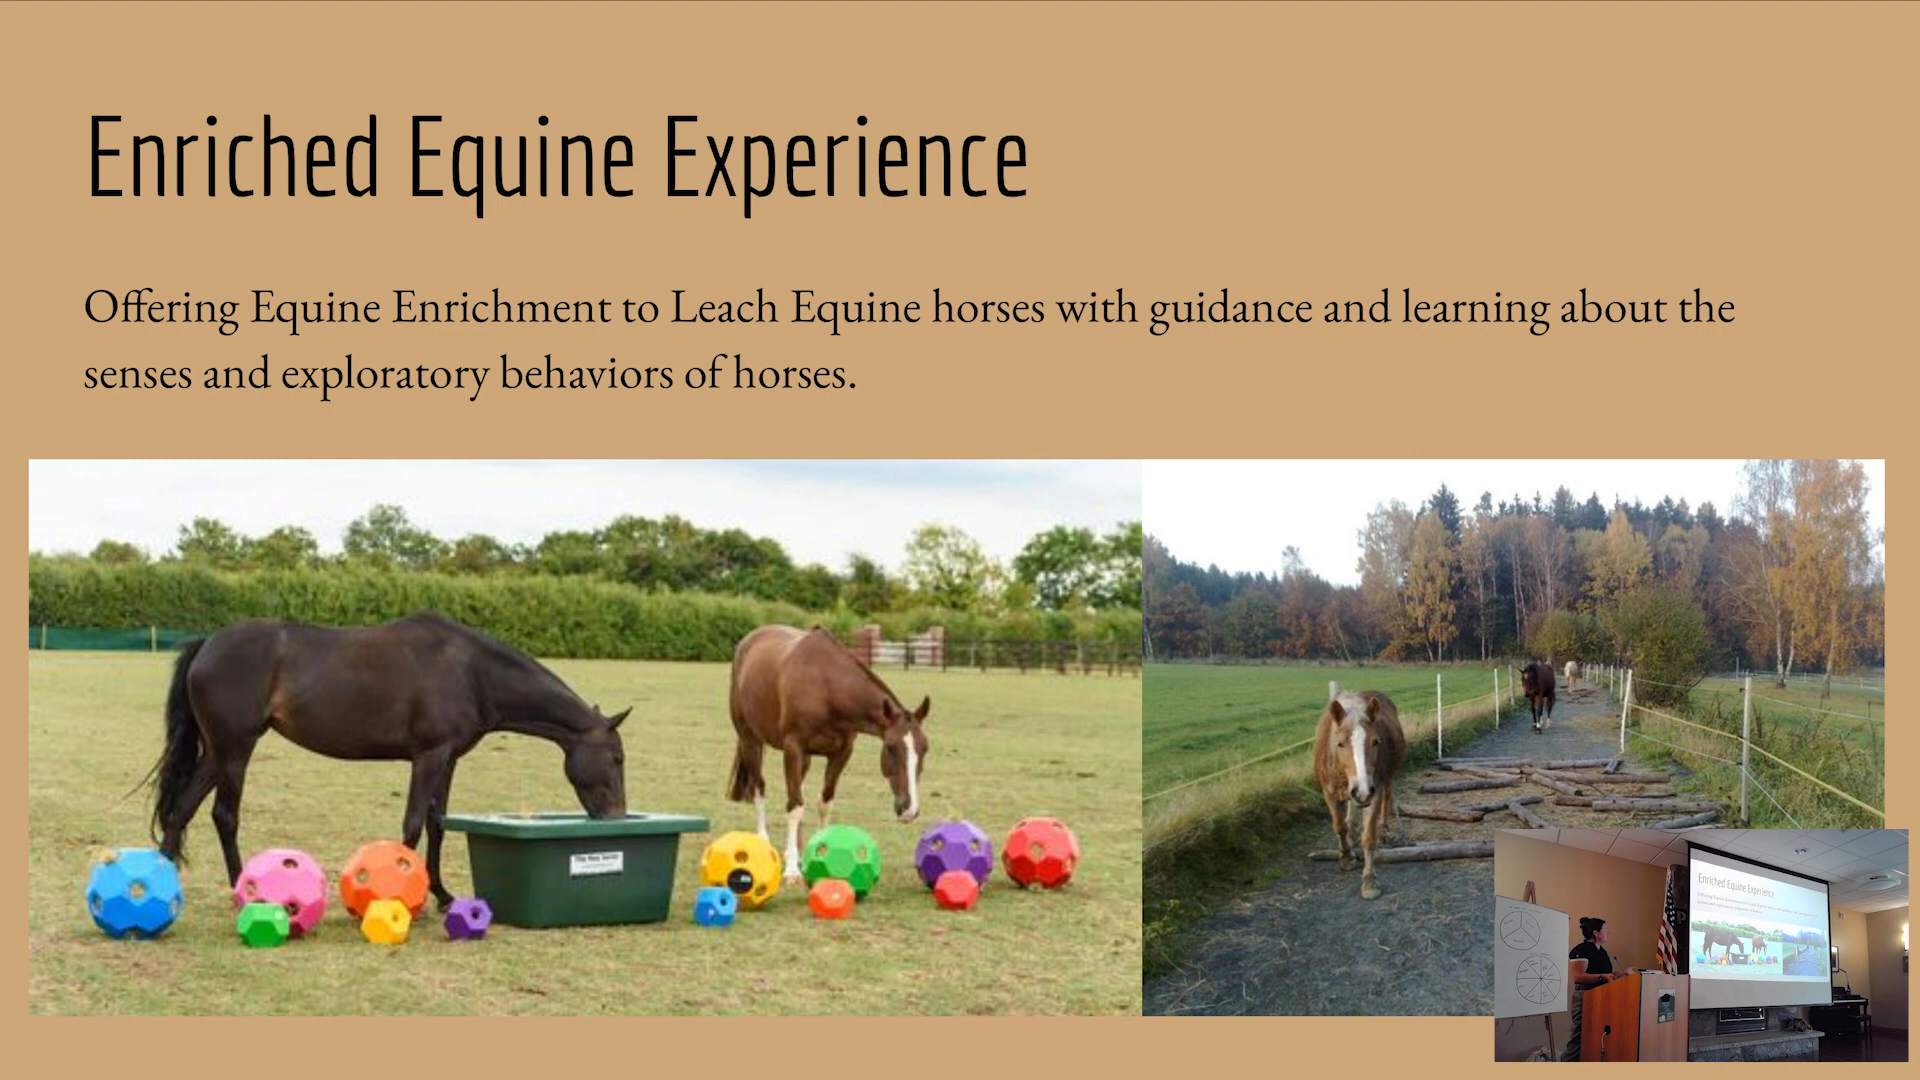 Enriched Equine Experience
Offering Equine Enrichment to Leach Equine horses with guidance and learning about the
senses and exploratory behaviors of horses.
Enriched Equine Experience